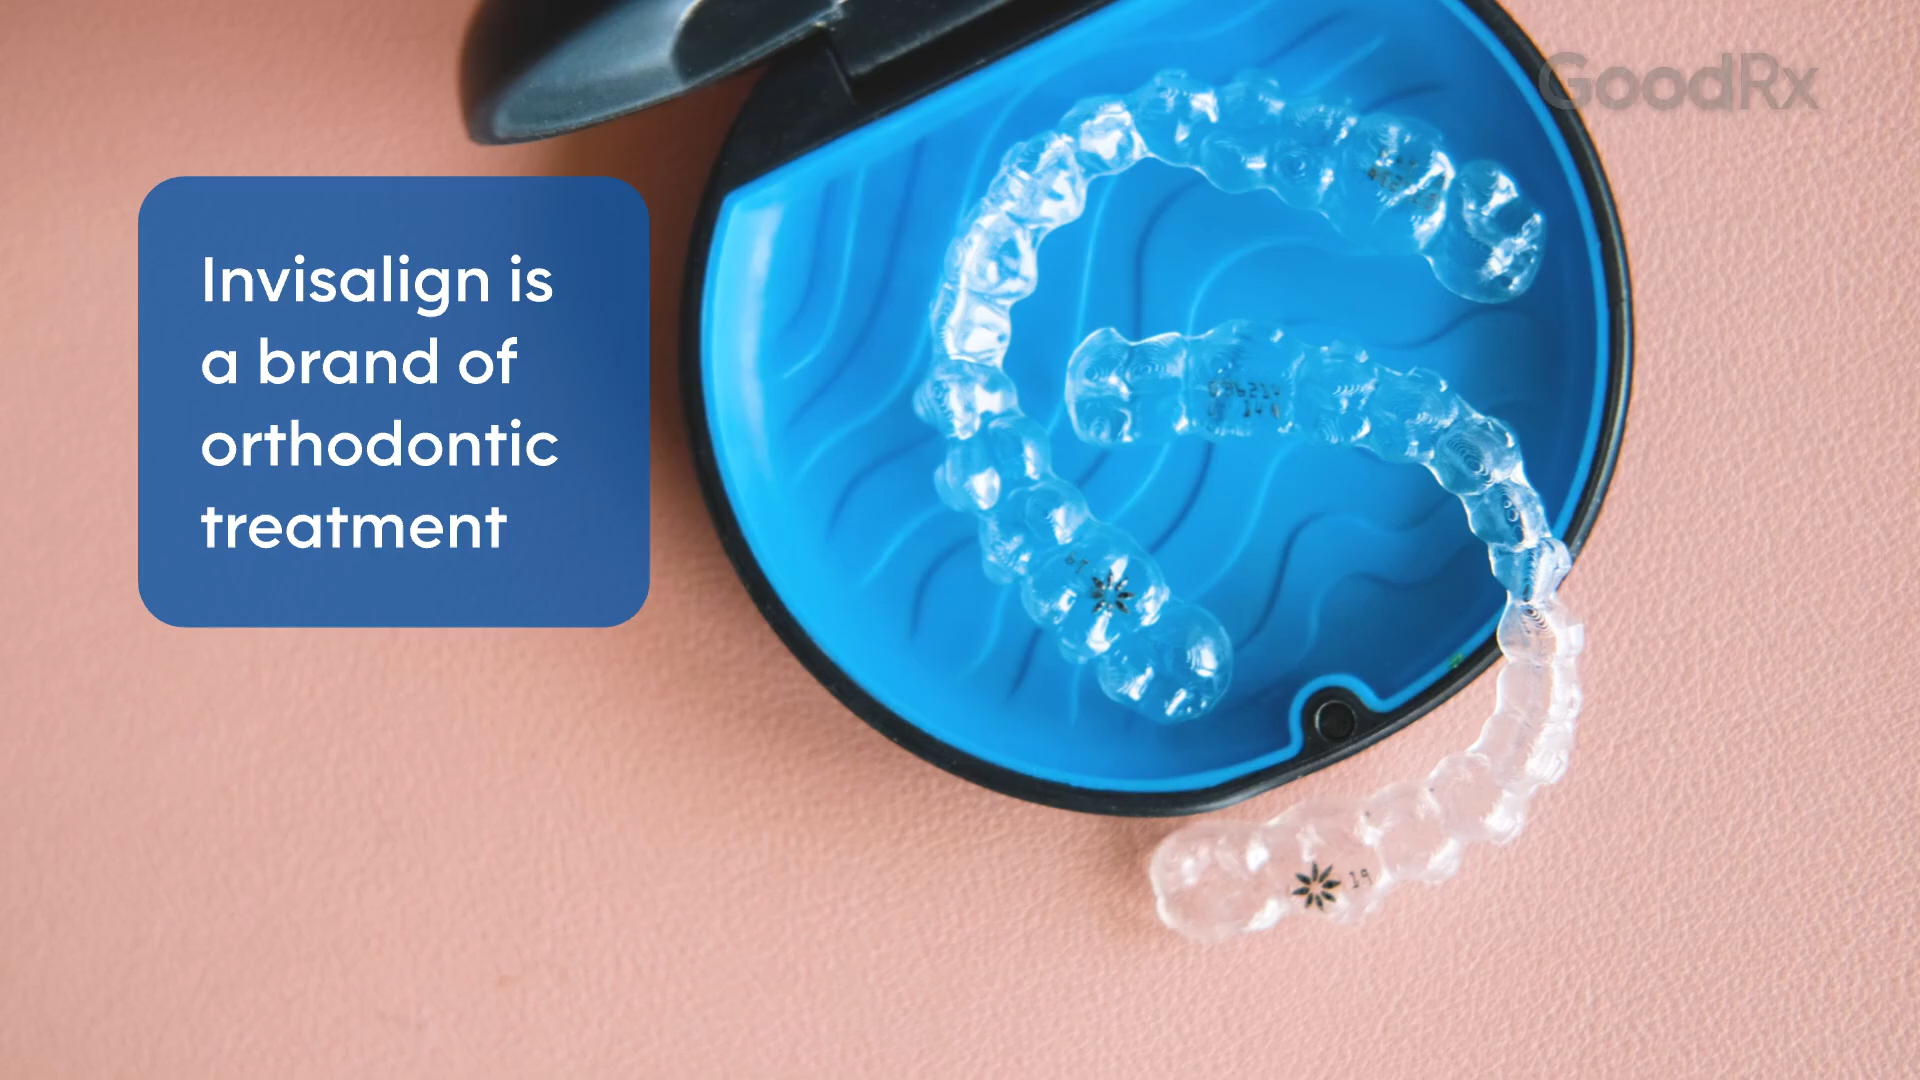 GoodRx
Invisalign is
a brand of
orthodontic
treatment
19